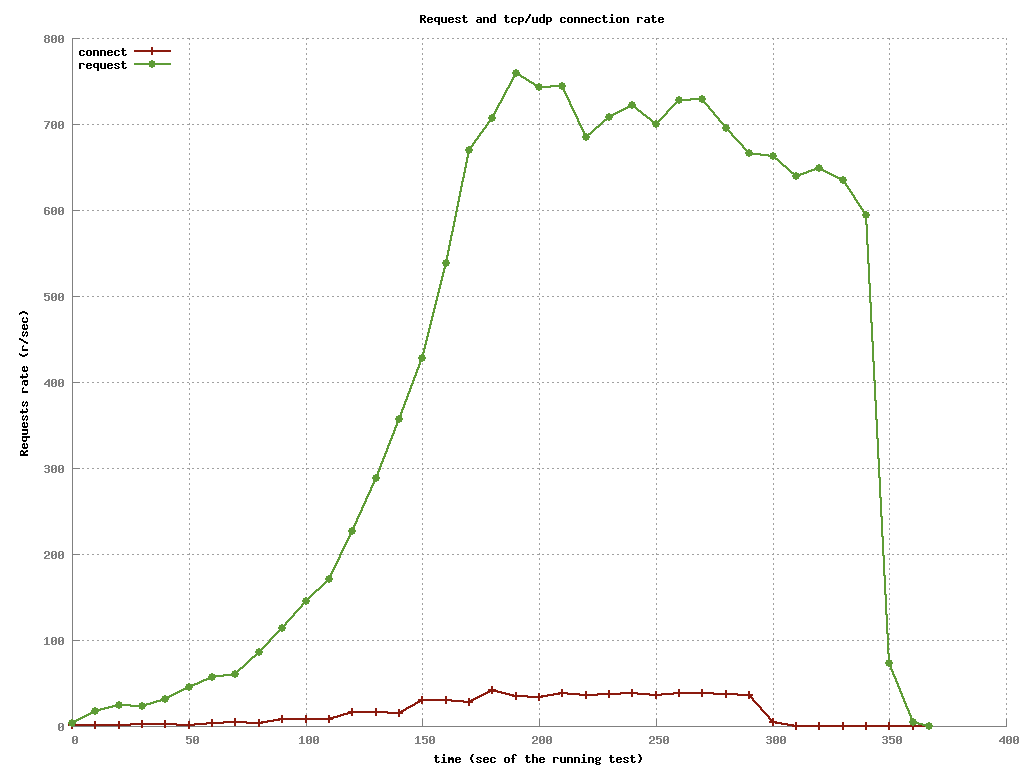 Request and tcp/udp connection rate
connect
request
800
700
600
500
400
300
200
100
0
Requests rate (r/sec)
0 50 100 150 200 250 300 350 400
time (sec of the running test)